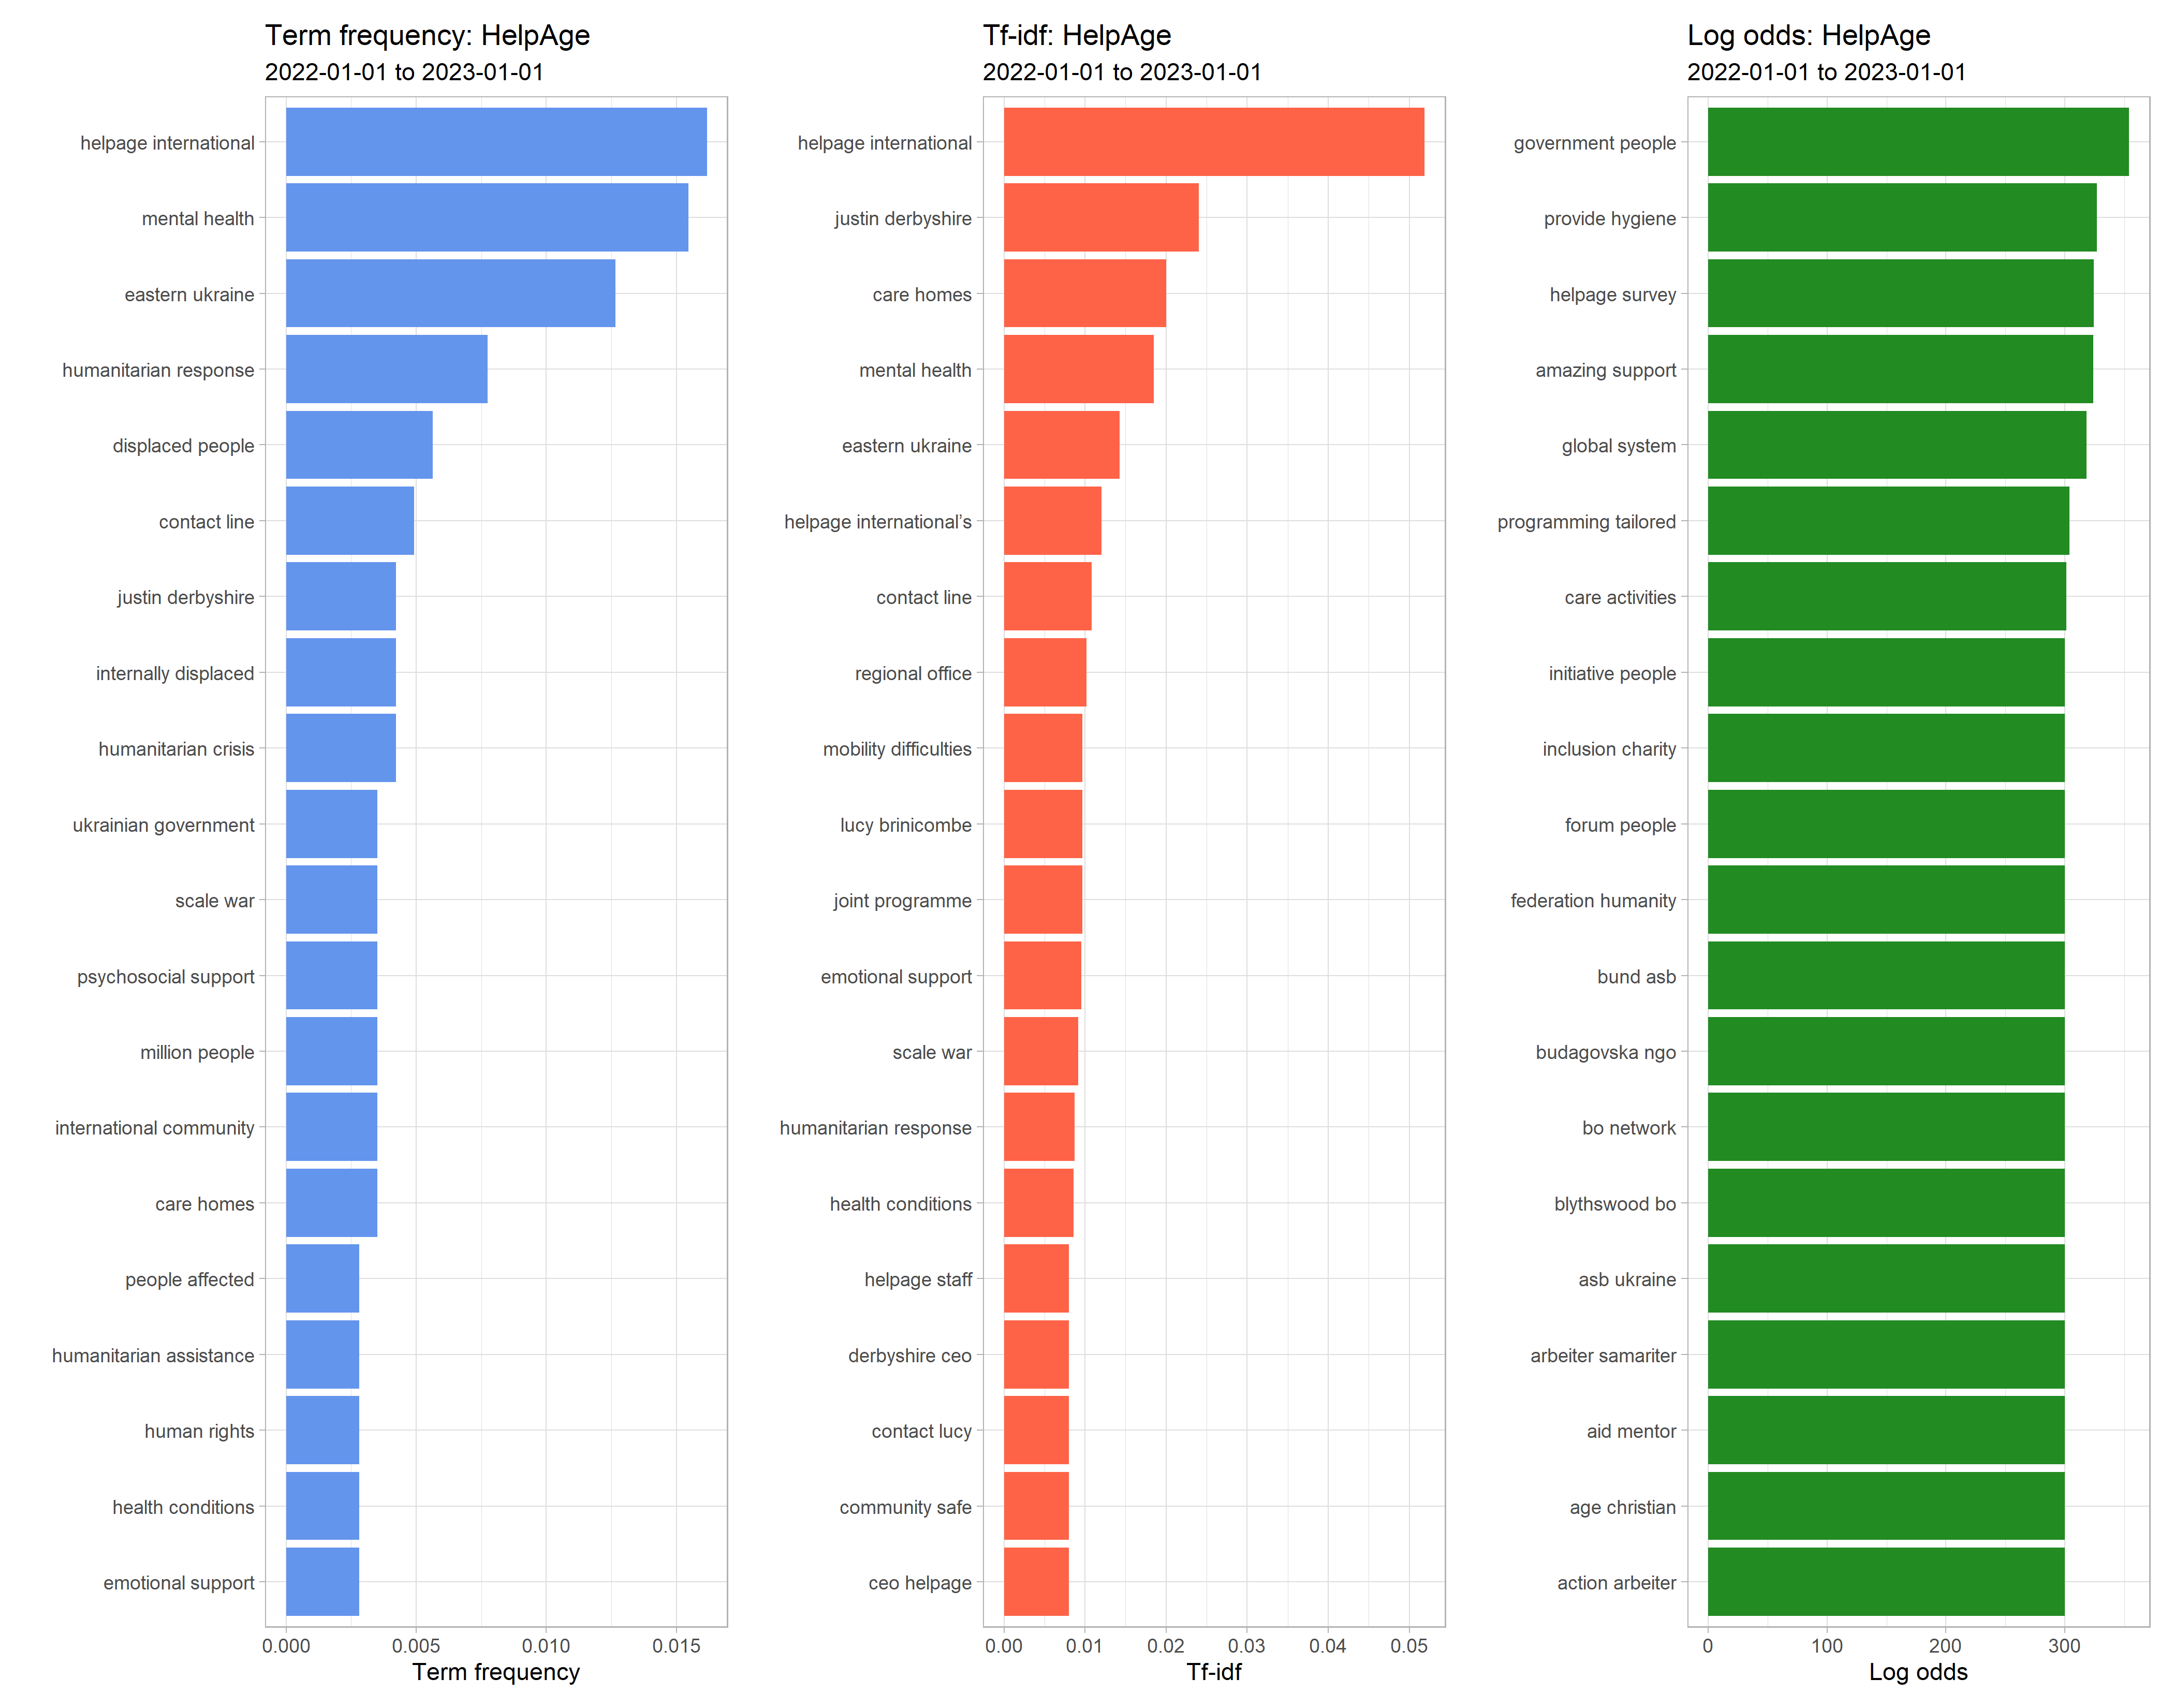 Term frequency: HelpAge
2022-01-01 to 2023-01-01
helpage international
mental health
eastern ukraine
humanitarian response
displaced people
contact line
justin derbyshire
internally displaced
humanitarian crisis
ukrainian government
scale war
psychosocial support
million people
international community
care homes
people affected
humanitarian assistance
human rights
health conditions
emotional support
0.000 0.005 0.010 0.015
Term frequency
Tf-idf: HelpAge
2022-01-01 to 2023-01-01
helpage international
justin derbyshire
care homes
mental health
eastern ukraine
helpage international’s
contact line
regional office
mobility difficulties
lucy brinicombe
joint programme
emotional support
scale war
humanitarian response
health conditions
helpage staff
derbyshire ceo
contact lucy
community safe
ceo helpage
0.00 0.01 0.02 0.03 0.04 0.05
Tf-idf
Log odds: HelpAge
2022-01-01 to 2023-01-01
government people
provide hygiene
helpage survey
amazing support
global system
programming tailored
care activities
initiative people
inclusion charity
forum people
federation humanity
bund asb
budagovska ngo
bo network
blythswood bo
asb ukraine
arbeiter samariter
aid mentor
age christian
action arbeiter
0 100 200 300
Log odds